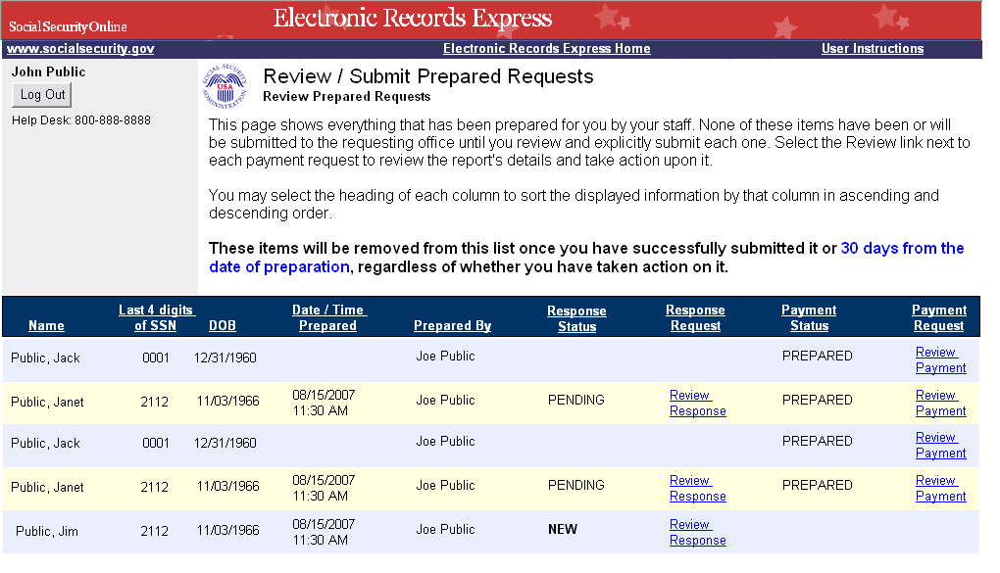 Social Security Online
Electronic Records Express
www.socialsecurity.gov
Electronic Records Express Home
User Instructions
John Public
Log Out
Help Desk: 800-888-8888
SOCIAL SECURITY ADMINISTRATION
USA
Review / Submit Prepared Requests
Review Prepared Requests
This page shows everything that has been prepared for you by your staff. None of these items have been or will
be submitted to the requesting office until you review and explicitly submit each one. Select the Review link next to
each payment request to review the report's details and take action upon it.
You may select the heading of each column to sort the displayed information by that column in ascending and
descending order.
These items will be removed from this list once you have successfully submitted it or 30 days from the
date of preparation, regardless of whether you have taken action on it.
Name Last 4 digits of SSN DOB Date / Time Prepared Prepared By Response Status Response Request Payment Status Payment Request
Public, Jack 0001 12/31/1960 Joe Public PREPARED Review Payment
Public, Janet 2112 11/03/1966 08/15/2007 11:30 AM Joe Public PENDING Review Response PREPARED Review Payment
Public, Jack 0001 12/31/1960 Joe Public PREPARED Review Payment
Public, Janet 2112 11/03/1966 08/15/2007 11:30 AM Joe Public PENDING Review Response PREPARED Review Payment
Public, Jim 2112 11/03/1966 08/15/2007 11:30 AM Joe Public NEW Review Response